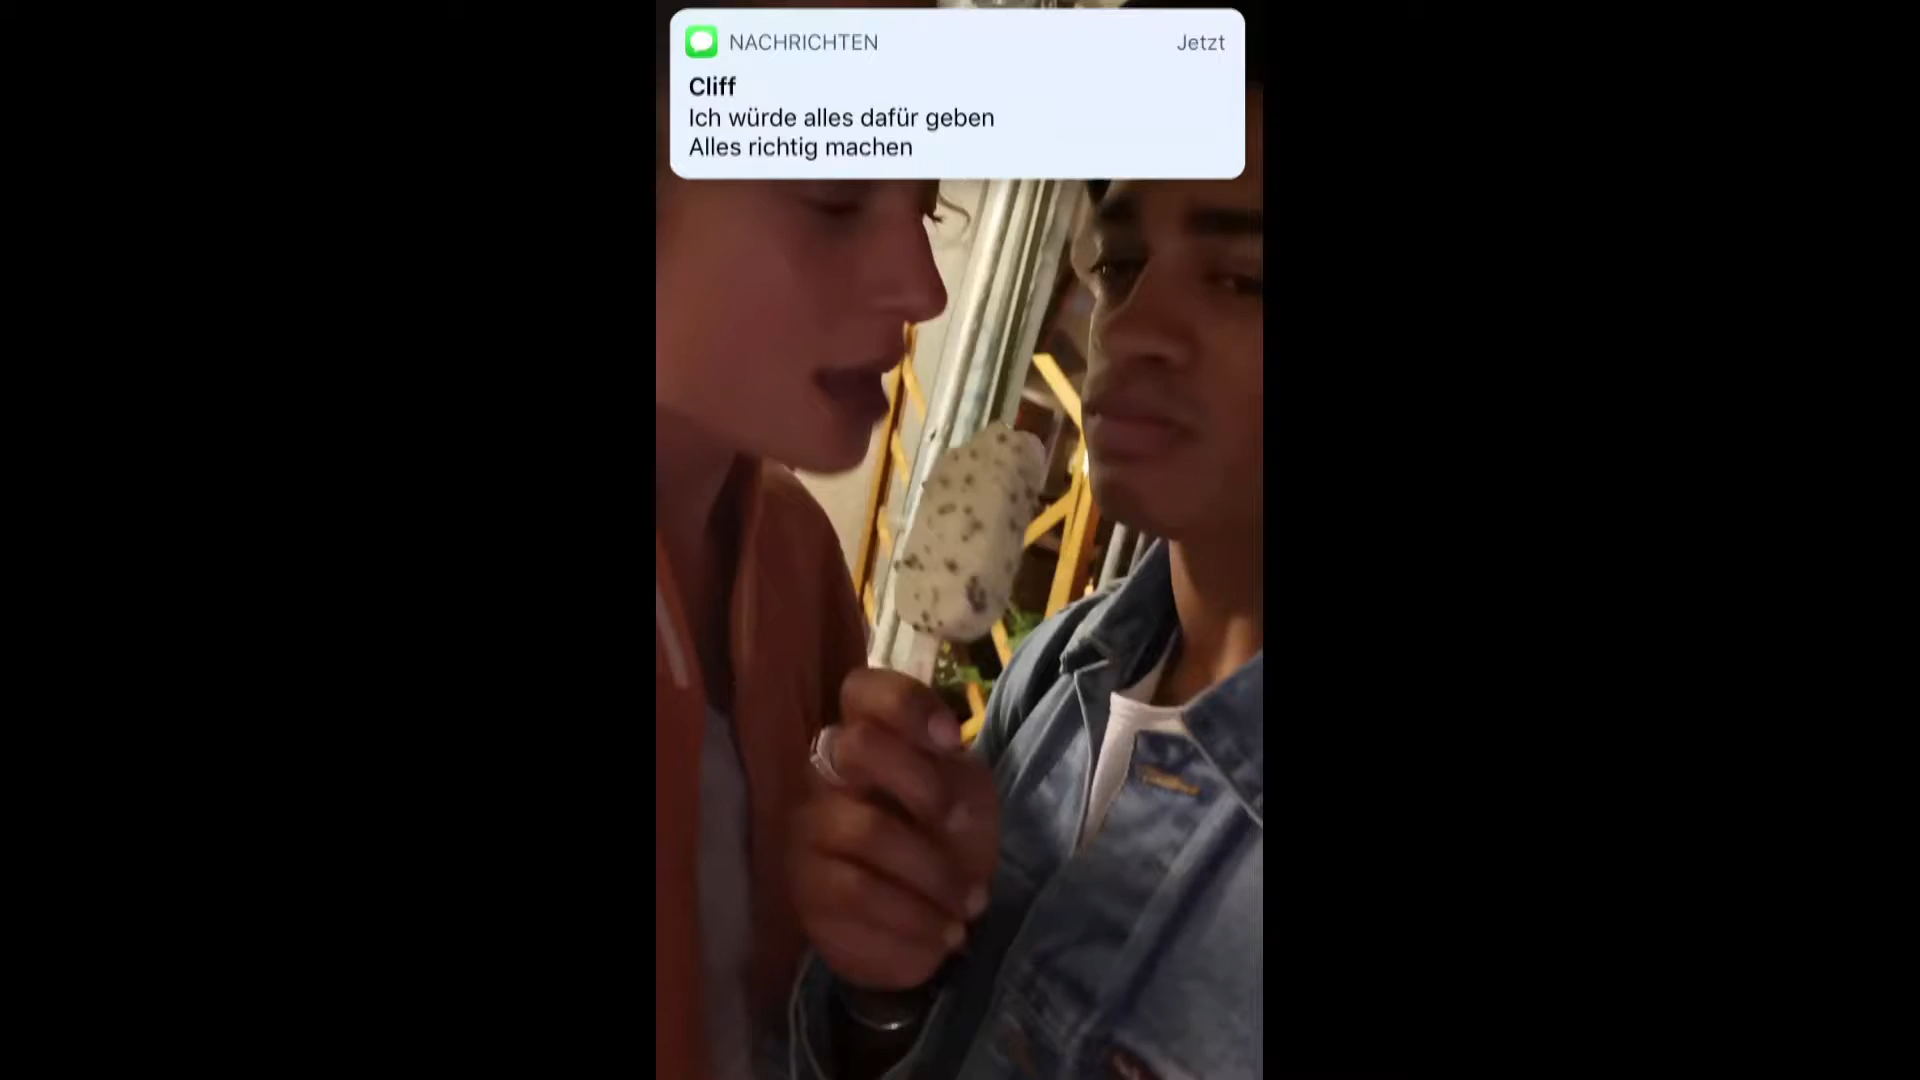 NACHRICHTEN
Jetzt
Cliff
Ich würde alles dafür geben
Alles richtig machen